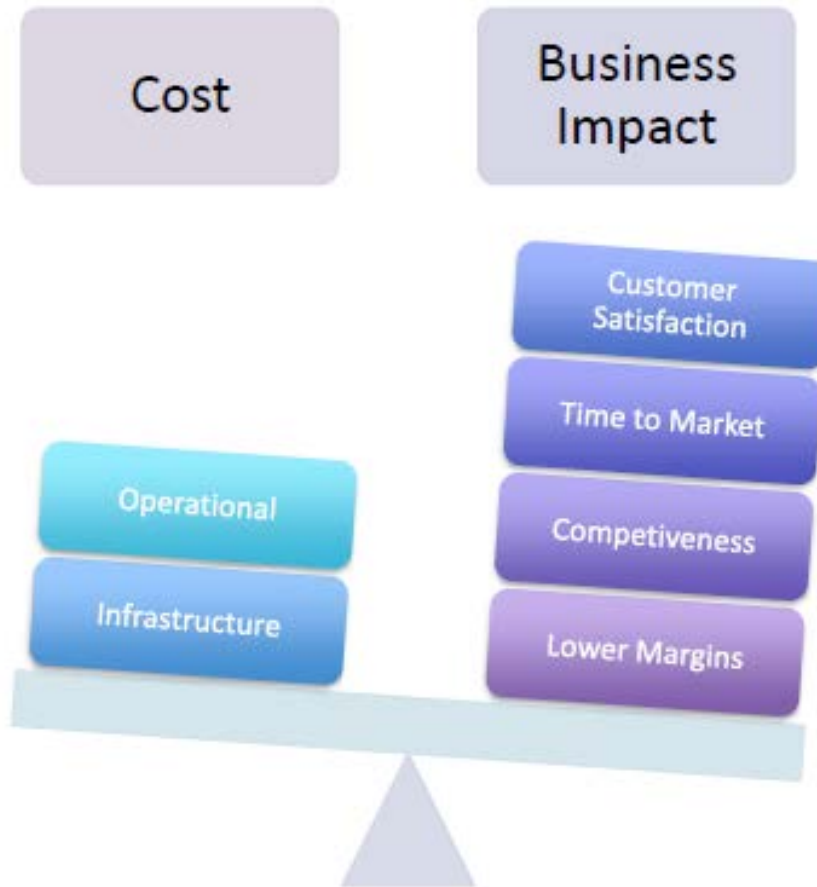 Cost
Business
Impact
Customer
Satisfaction
Time to Market
Operational
Competiveness
Infrastructure
Lower Margins